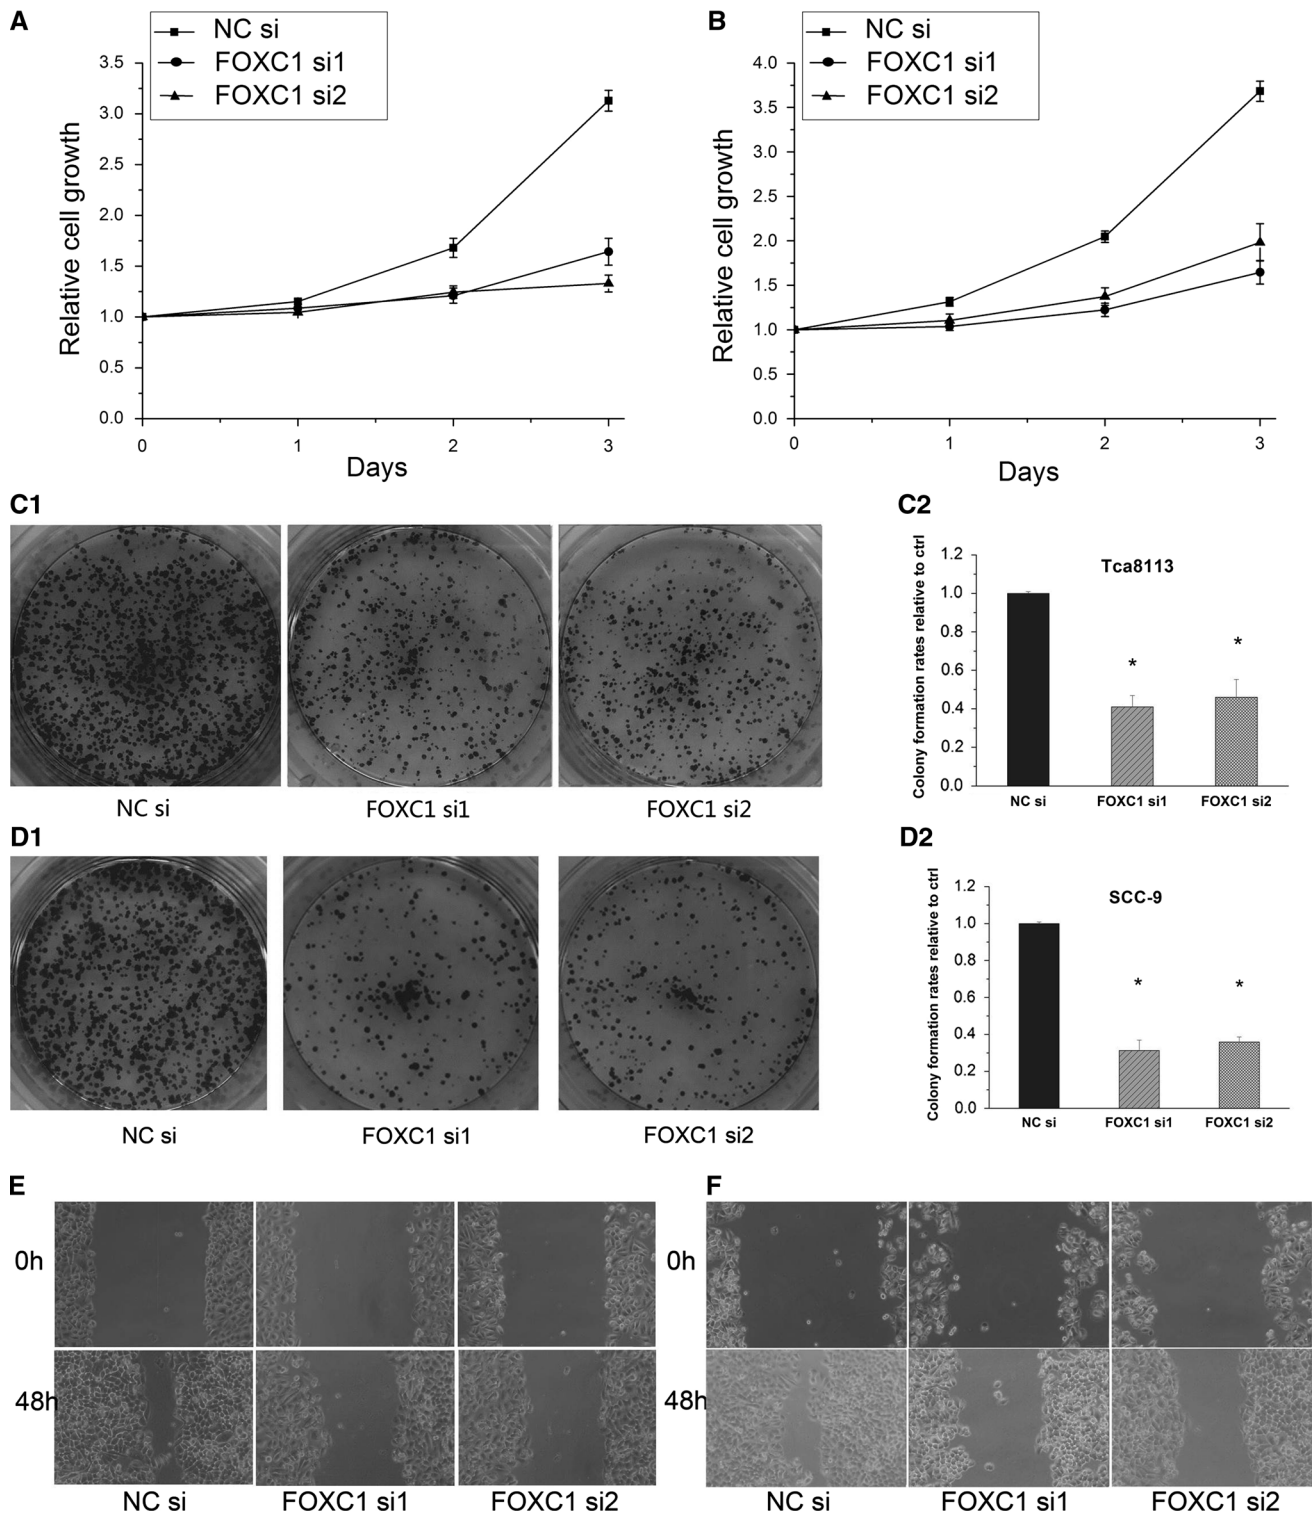 A
NC si
FOXC1 si1
FOXC1 si2
3.5
3.0
2.5
2.0
1.5
1.0
0.5
0.0
Relative cell growth
0 1 2 3
Days
B
NC si
FOXC1 si1
FOXC1 si2
4.0
3.5
3.0
2.5
2.0
1.5
1.0
0.5
0.0
Relative cell growth
0 1 2 3
Days
C1
NC si FOXC1 si1 FOXC1 si2
C2
Tca8113
Colony formation rates relative to ctrl
1.2
1.0
0.8
0.6
0.4
0.2
0.0
* *
NC si FOXC1 si1 FOXC1 si2
D1
NC si FOXC1 si1 FOXC1 si2
D2
SCC-9
Colony formation rates relative to ctrl
1.2
1.0
0.8
0.6
0.4
0.2
0.0
* *
NC si FOXC1 si1 FOXC1 si2
E
0h
48h
NC si FOXC1 si1 FOXC1 si2
F
0h
48h
NC si FOXC1 si1 FOXC1 si2